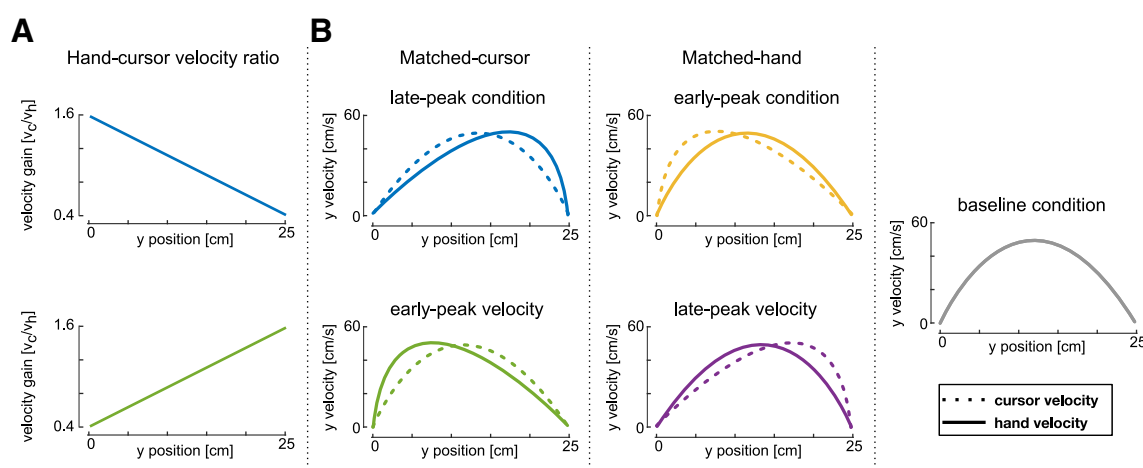 A
B
Hand-cursor velocity ratio
velocity gain [vc/vh]
1.6
0.4
0
25
y position [cm]
velocity gain [vc/vh]
1.6
0.4
0
25
y position [cm]
Matched-cursor
late-peak condition
y velocity [cm/s]
60
0
0
25
y position [cm]
early-peak velocity
y velocity [cm/s]
60
0
0
25
y position [cm]
Matched-hand
early-peak condition
y velocity [cm/s]
60
0
0
25
y position [cm]
late-peak velocity
y velocity [cm/s]
60
0
0
25
y position [cm]
baseline condition
y velocity [cm/s]
60
0
0
25
y position [cm]
cursor velocity
hand velocity